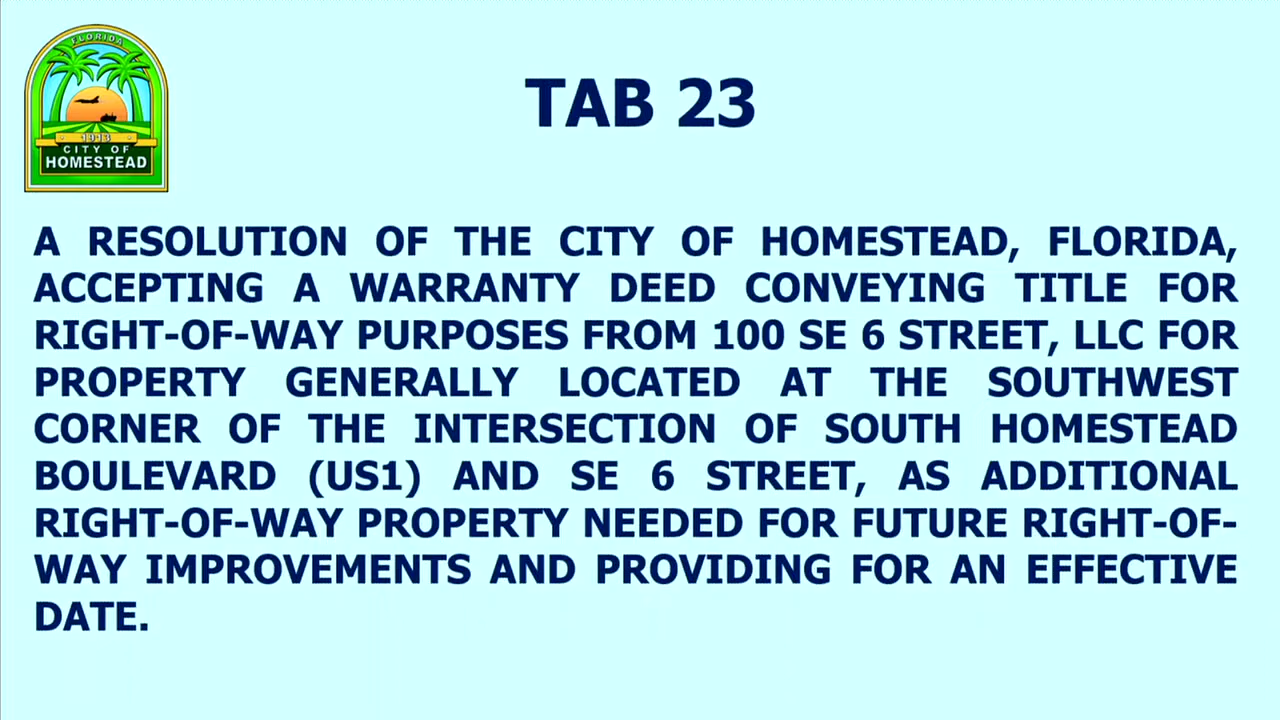 FLORIDA
1913
CITY OF
HOMESTEAD
TAB 23
A RESOLUTION OF THE CITY OF HOMESTEAD, FLORIDA,
ACCEPTING A WARRANTY DEED CONVEYING TITLE FOR
RIGHT-OF-WAY PURPOSES FROM 100 SE 6 STREET, LLC FOR
PROPERTY GENERALLY LOCATED AT THE SOUTHWEST
CORNER OF THE INTERSECTION OF SOUTH HOMESTEAD
BOULEVARD (US1) AND SE 6 STREET, AS ADDITIONAL
RIGHT-OF-WAY PROPERTY NEEDED FOR FUTURE RIGHT-OF-
WAY IMPROVEMENTS AND PROVIDING FOR AN EFFECTIVE
DATE.